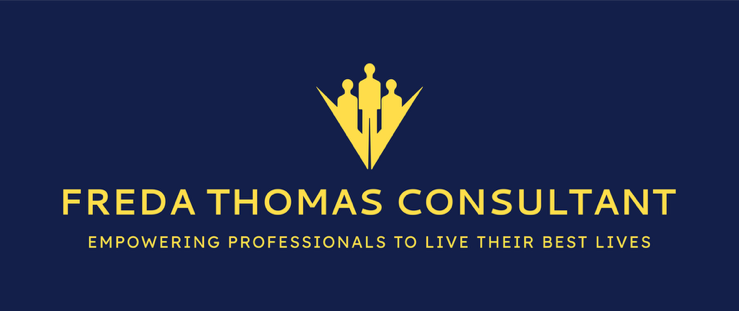 FREDA THOMAS CONSULTANT
EMPOWERING PROFESSIONALS TO LIVE THEIR BEST LIVES